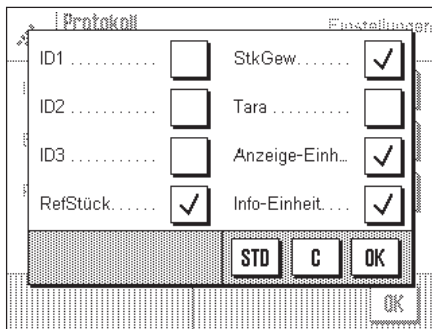 Protokoll
Einstellungen
ID1 ...........
StkGew.......
ID2 ...........
Tara ..........
ID3 ...........
Anzeige-Einh...
RefStück......
Info-Einheit....
STD
C
OK
OK